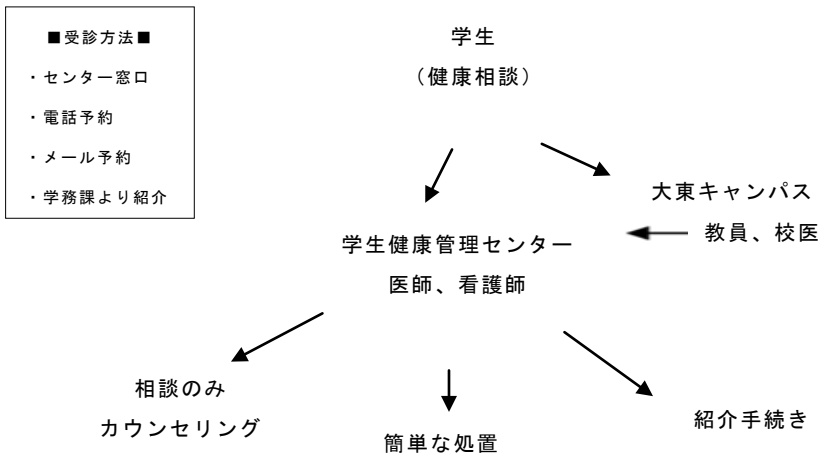 ■受診方法■
・センター窓口
・電話予約
・メール予約
・学務課より紹介
学生
（健康相談）
大東キャンパス
教員、校医
学生健康管理センター
医師、看護師
相談のみ
カウンセリング
簡単な処置
紹介手続き